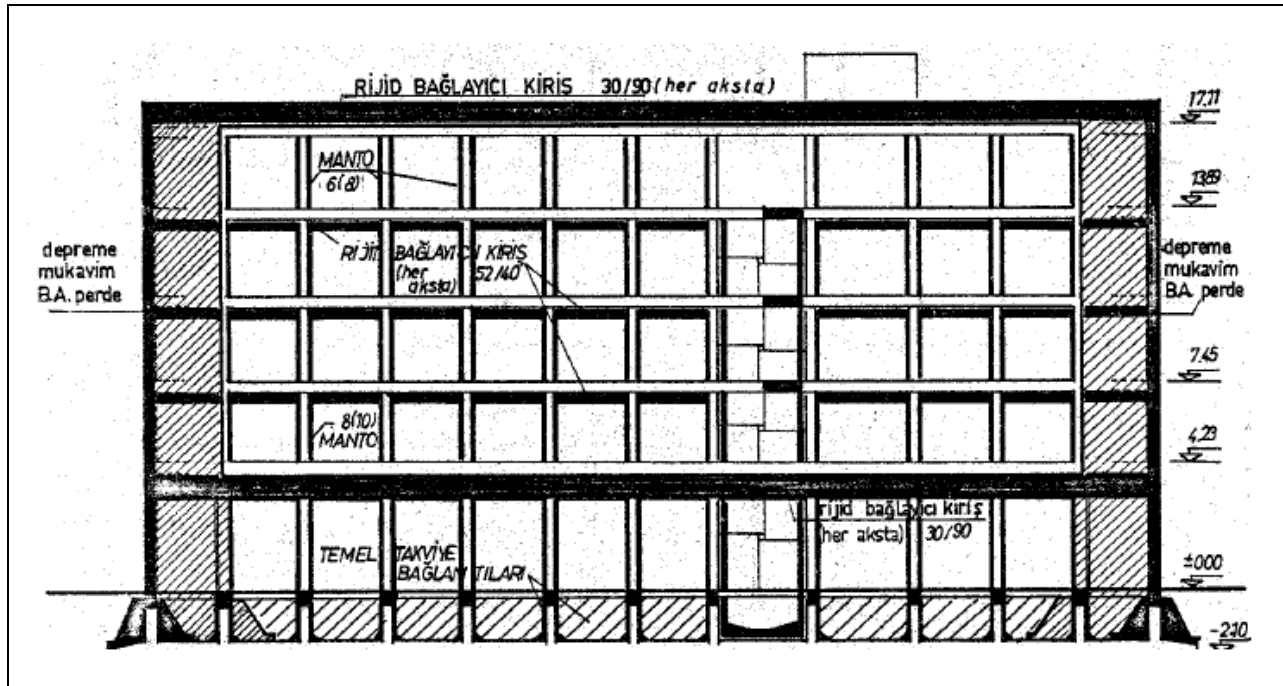 RİJİD BAĞLAYICI KİRİS 30/90 (her aksta)
17,11
MANTO
6(8)
13,89
depreme
mukavim
B.A. perde
RİJİD BAĞLAYICI KİRİS
(her
aksta) 52/40
depreme
mukavim
B.A. perde
7.45
8(10)
MANTO
4,23
rijid bağlayıcı kiriş
(her aksta) 30/90
TEMEL TAKVİYE
BAĞLANTILARI
±000
-210